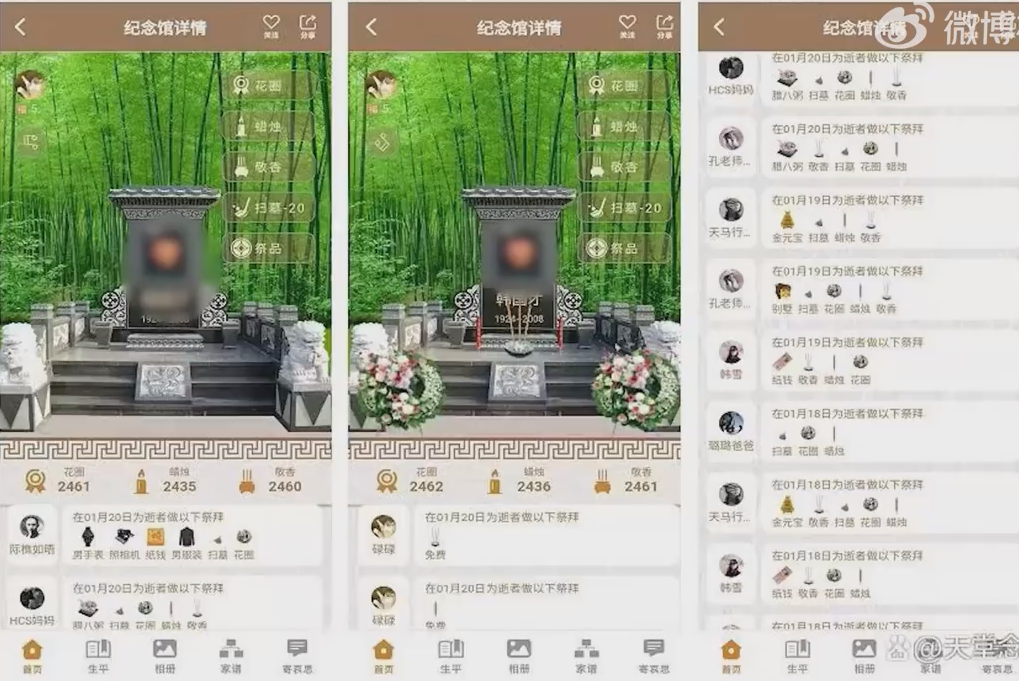 纪念馆详情
关注
分享
花圈
蜡烛
敬香
扫墓-20
祭品
花圈
2461
蜡烛
2435
敬香
2460
际樵如晤
在01月20日为逝者做以下祭拜
男手表 照相机 纸钱 男服装 扫墓 花圈
HCS妈妈
在01月20日为逝者做以下祭拜
腊八粥 扫墓 花圈 蜡烛 敬香
首页
生平
相册
家谱
寄哀思
纪念馆详情
关注
分享
花圈
蜡烛
敬香
扫墓-20
祭品
1924-2008
花圈
2462
蜡烛
2436
敬香
2461
碌碌
在01月20日为逝者做以下祭拜
免费
碌碌
在01月20日为逝者做以下祭拜
免费
首页
生平
相册
家谱
寄哀思
纪念馆详情
微博
HCS妈妈
在01月20日为逝者做以下祭拜
腊八粥 扫墓 花圈 蜡烛 敬香
孔老师...
在01月20日为逝者做以下祭拜
腊八粥 敬香 扫墓 花圈 蜡烛
天马行...
在01月19日为逝者做以下祭拜
金元宝 扫墓 蜡烛 敬香
孔老师...
在01月19日为逝者做以下祭拜
别墅 扫墓 花圈 蜡烛 敬香
韩雪
在01月19日为逝者做以下祭拜
纸钱 敬香 蜡烛 花圈
璐璐爸爸
在01月18日为逝者做以下祭拜
扫墓 花圈 蜡烛
天马行...
在01月18日为逝者做以下祭拜
金元宝 敬香 扫墓 花圈 蜡烛
韩雪
在01月18日为逝者做以下祭拜
纸钱 敬香 花圈 蜡烛
在01月18日为逝者做以下祭拜
首页
生平
相册
家谱
寄哀思
@天堂念